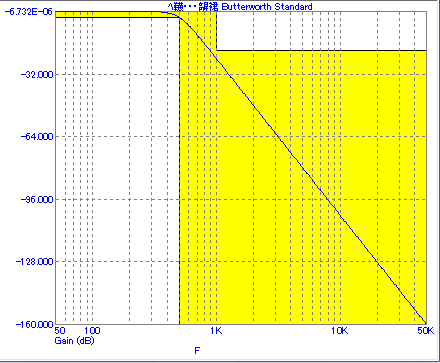 Butterworth Standard
-6.732E-06
-32.000
-64.000
-96.000
-128.000
-160.000
50 100 1K 10K 50K
Gain (dB)
F